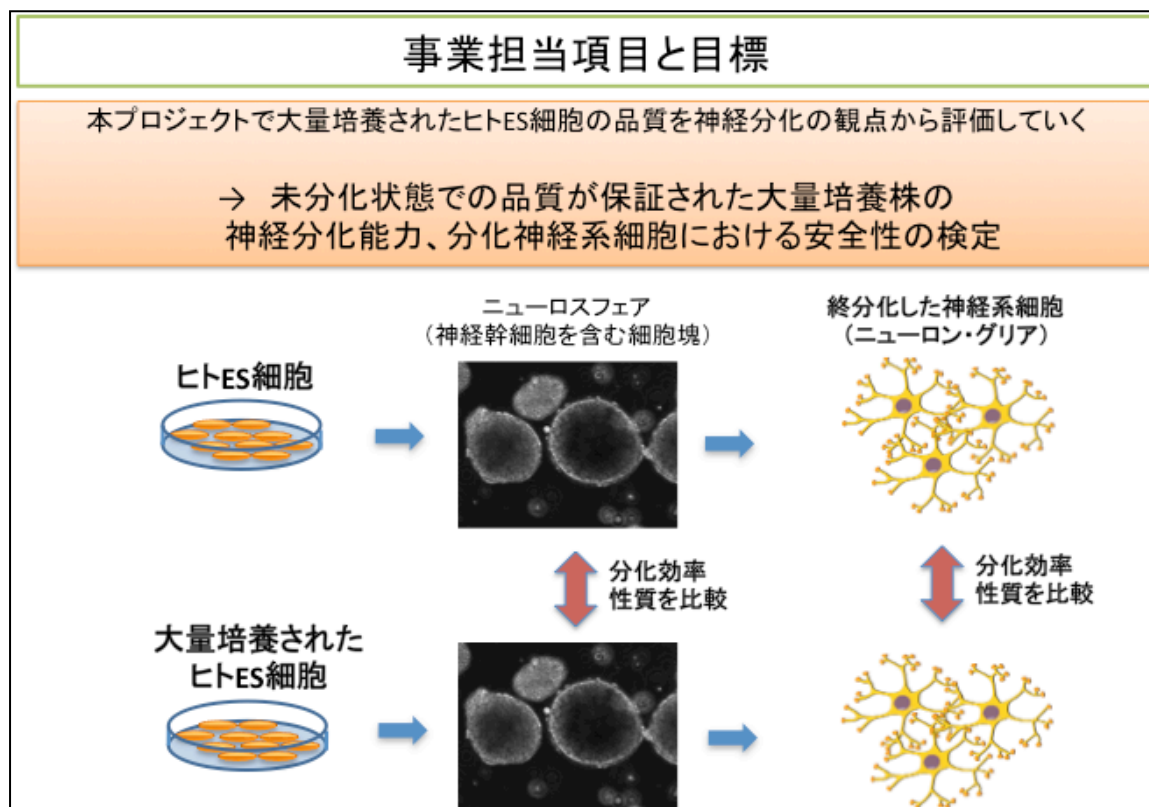 事業担当項目と目標
本プロジェクトで大量培養されたヒトES細胞の品質を神経分化の観点から評価していく
→ 未分化状態での品質が保証された大量培養株の
神経分化能力、分化神経系細胞における安全性の検定
ニューロスフェア
（神経幹細胞を含む細胞塊）
終分化した神経系細胞
（ニューロン・グリア）
ヒトES細胞
分化効率
性質を比較
分化効率
性質を比較
大量培養された
ヒトES細胞